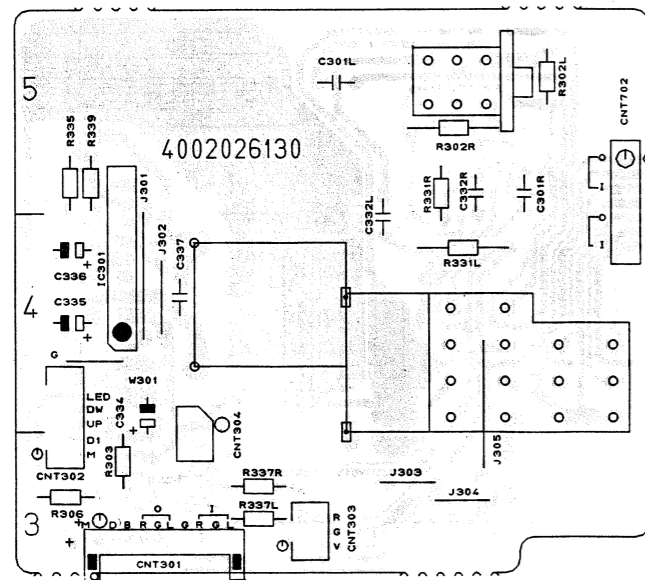 5
C301L
R302L
CNT702
R335
R339
4002026130
R302R
J301
J302
R331R
C332R
C301R
C332L
I
I
C337
IC301
R331L
C336
+
C335
4
+
G
W301
LED
DW
UP
D1
M
C334
+
CNT304
R303
CNT302
J305
R337R
J303
J304
R306
R337L
O
I
3
+
M D B R G L G R G L
+
R
G
V
CNT303
CNT301